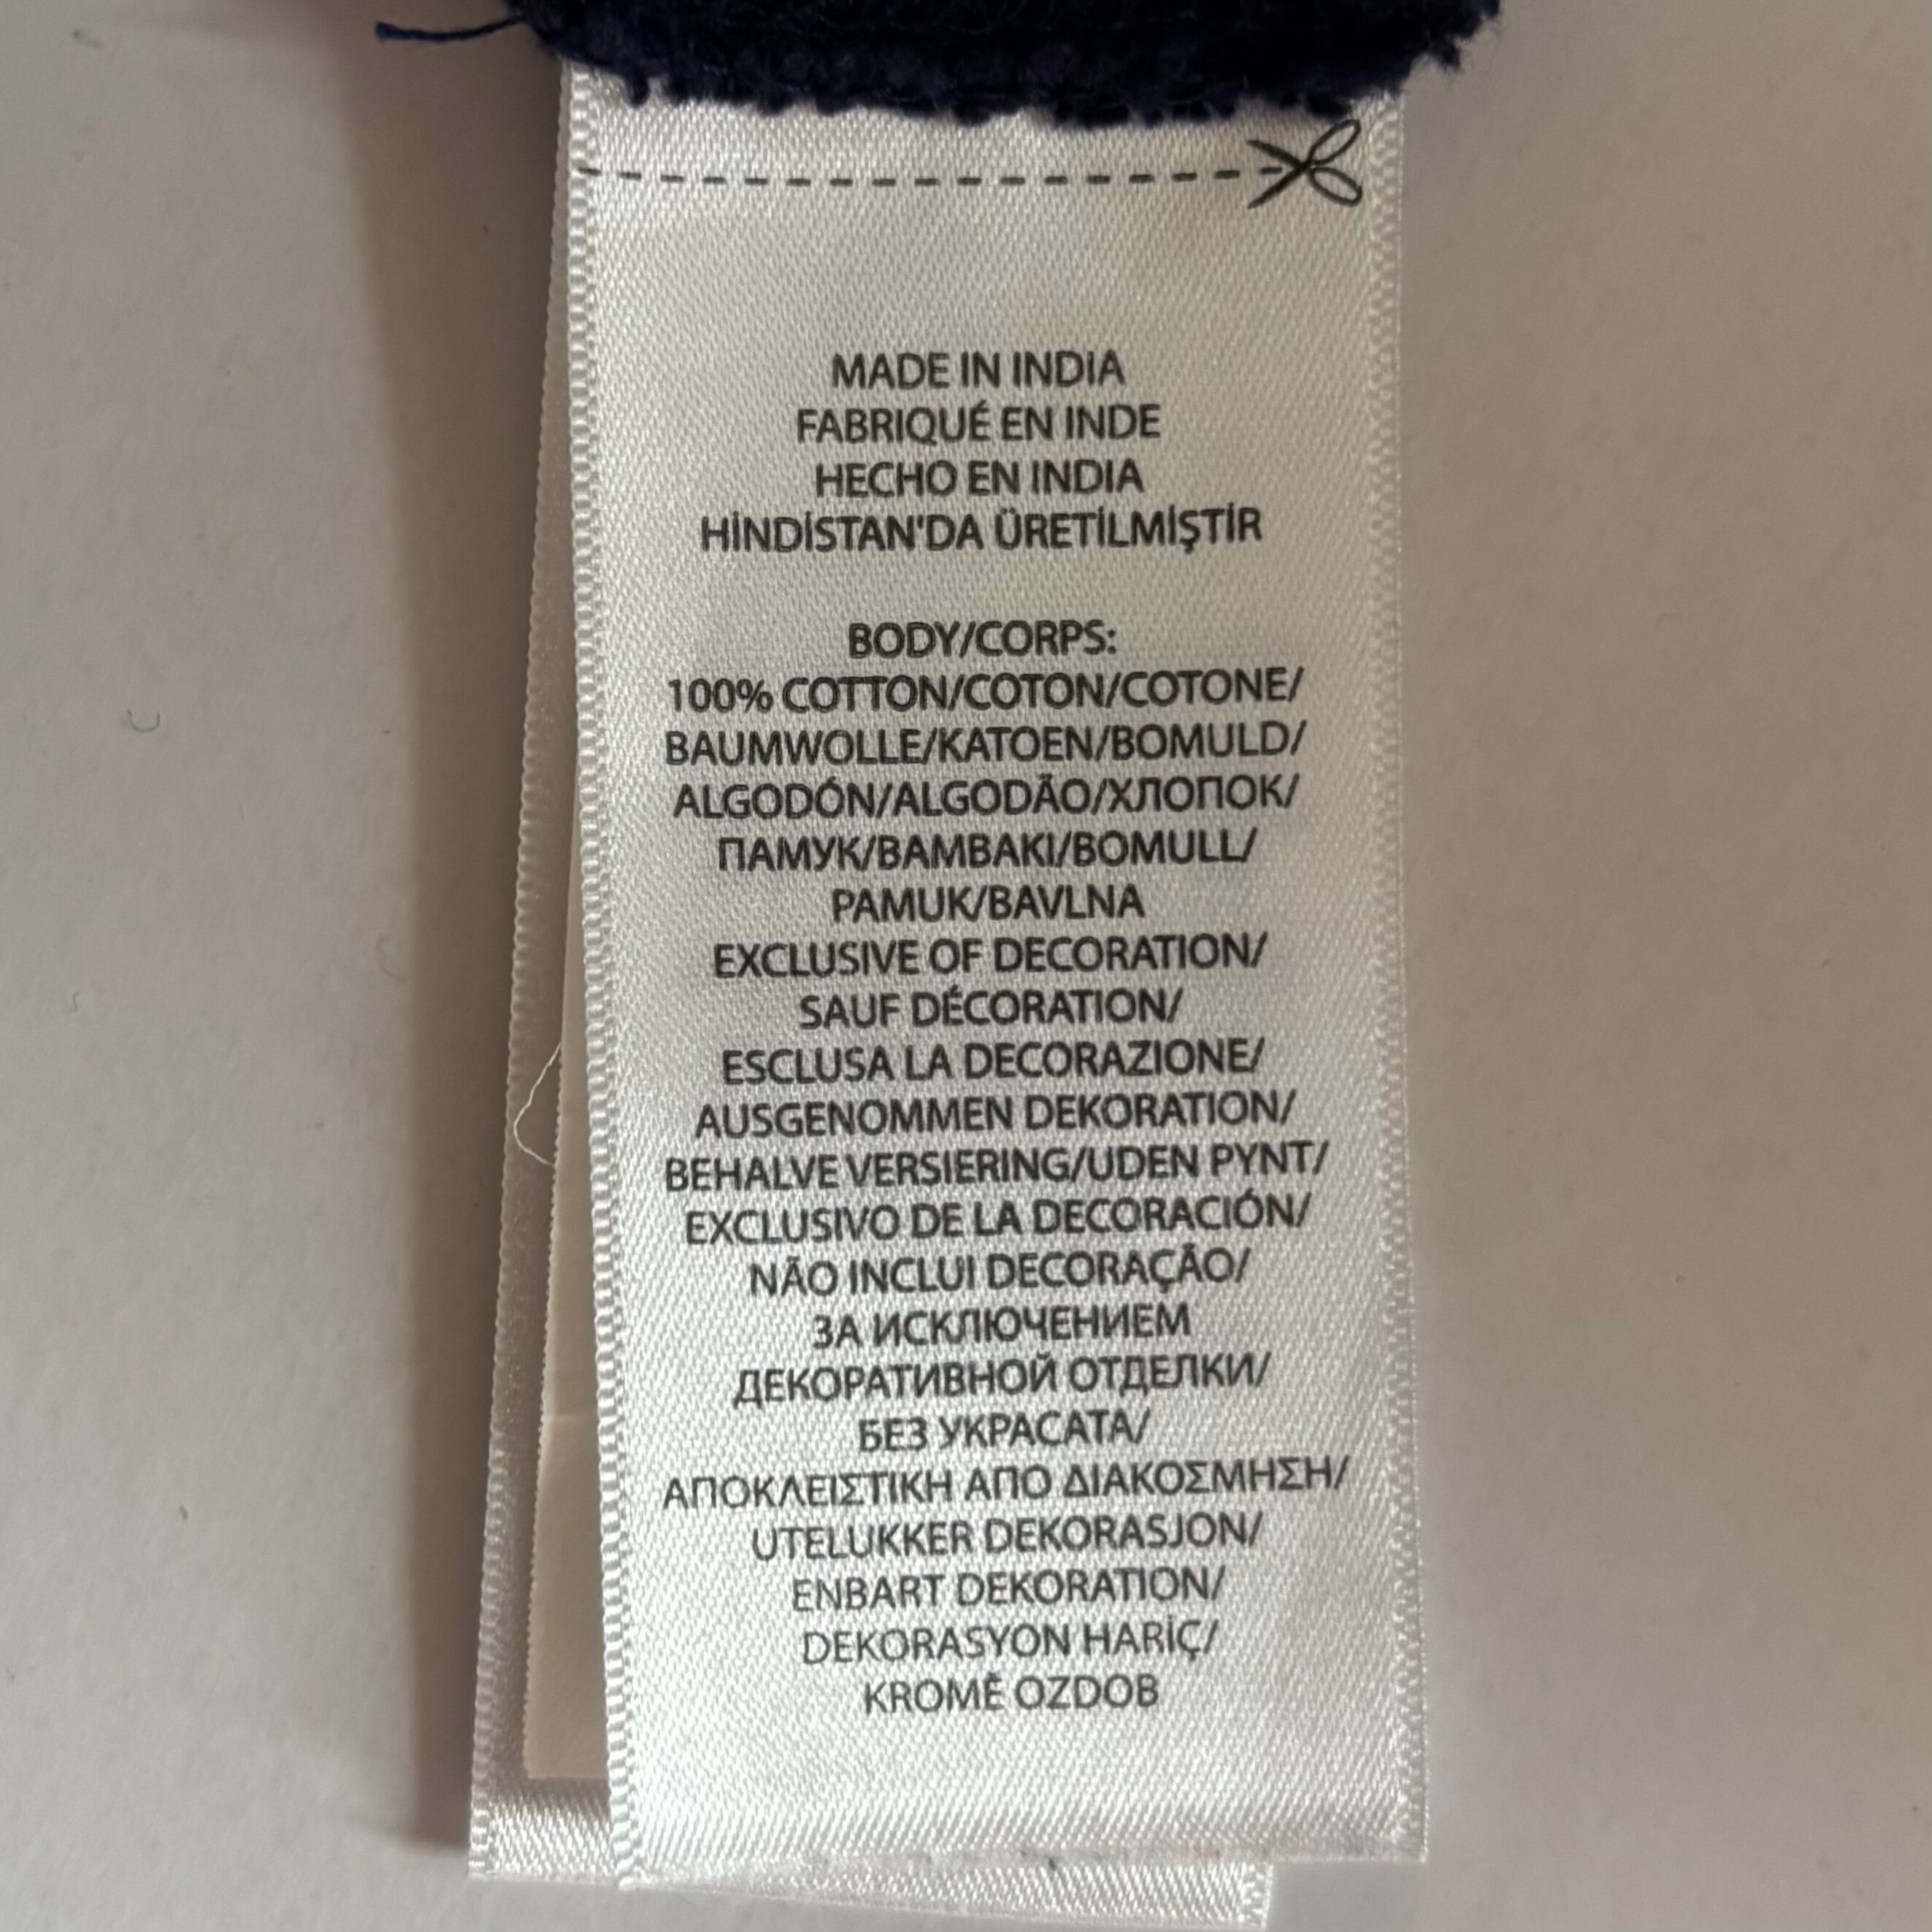 MADE IN INDİA
FABRIQUÉ EN INDE
HECHO EN INDIA
HİNDİSTAN'DA ÜRETİLMİŞTİR
BODY/CORPS:
100% COTTON/COTON/COTONE/
BAUMWOLLE/KATOEN/BOMULD/
ALGODÓN/ALGODÃO/ХЛОПОК/
ПАМУК/BAMBAKI/BOMULL/
PAMUK/BAVLNA
EXCLUSIVE OF DECORATION/
SAUF DÉCORATION/
ESCLUSA LA DECORAZIONE/
AUSGENOMMEN DEKORATION/
BEHALVE VERSIERING/UDEN PYNT/
EXCLUSIVO DE LA DECORACIÓN/
NÃO INCLUI DECORAÇÃO/
ЗА ИСКЛЮЧЕНИЕМ
ДЕКОРАТИВНОЙ ОТДЕЛКИ/
БЕЗ УКРАСАТА/
ΑΠΟΚΛΕΙΣΤΙΚΗ ΑΠΟ ΔΙΑΚΟΣΜΗΣΗ/
UTELUKKER DEKORASJON/
ENBART DEKORATION/
DEKORASYON HARİÇ/
KROMĚ OZDOB